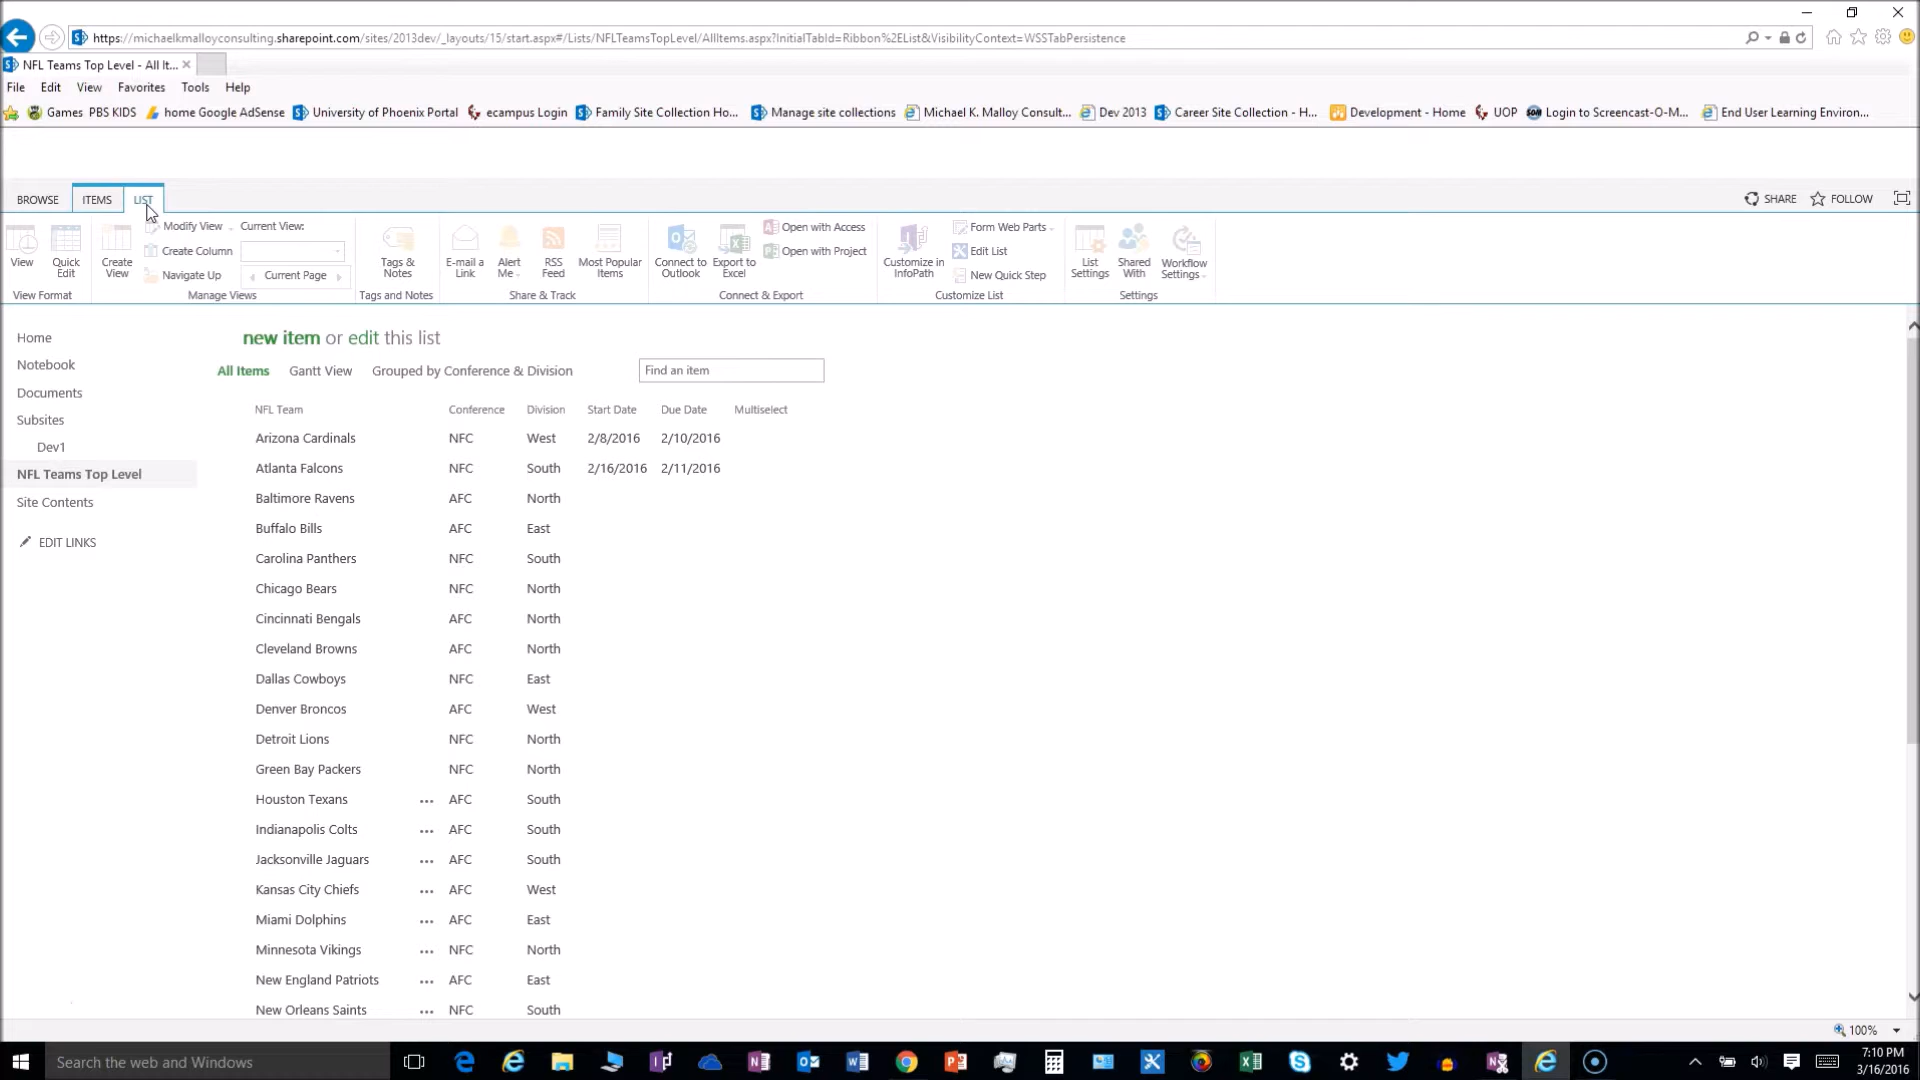 https://michaelkmalloyconsulting.sharepoint.com/sites/2013dev/_layouts/15/start.aspx#/Lists/NFLTeamsTopLevel/AllItems.aspx?InitialTabId=Ribbon%2EList&VisibilityContext=WSSTabPersistence
NFL Teams Top Level - All It...
File Edit View Favorites Tools Help
Games PBS KIDS home Google AdSense University of Phoenix Portal ecampus Login Family Site Collection Ho... Manage site collections Michael K. Malloy Consult... Dev 2013 Career Site Collection - H... Development - Home UOP Login to Screencast-O-M... End User Learning Environ...
BROWSE ITEMS LIST SHARE FOLLOW
View Quick Edit Create View Modify View Create Column Navigate Up Current View: Current Page Tags & Notes E-mail a Link Alert Me RSS Feed Most Popular Items Connect to Outlook Export to Excel Open with Access Open with Project Customize in InfoPath Form Web Parts Edit List New Quick Step List Settings Shared With Workflow Settings
View Format Manage Views Tags and Notes Share & Track Connect & Export Customize List Settings
Home
Notebook
Documents
Subsites
Dev1
NFL Teams Top Level
Site Contents
EDIT LINKS
new item or edit this list
All Items Gantt View Grouped by Conference & Division Find an item
NFL Team Conference Division Start Date Due Date Multiselect
Arizona Cardinals NFC West 2/8/2016 2/10/2016
Atlanta Falcons NFC South 2/16/2016 2/11/2016
Baltimore Ravens AFC North
Buffalo Bills AFC East
Carolina Panthers NFC South
Chicago Bears NFC North
Cincinnati Bengals AFC North
Cleveland Browns AFC North
Dallas Cowboys NFC East
Denver Broncos AFC West
Detroit Lions NFC North
Green Bay Packers NFC North
Houston Texans ... AFC South
Indianapolis Colts ... AFC South
Jacksonville Jaguars ... AFC South
Kansas City Chiefs ... AFC West
Miami Dolphins ... AFC East
Minnesota Vikings ... NFC North
New England Patriots ... AFC East
New Orleans Saints ... NFC South
100%
Search the web and Windows
7:10 PM
3/16/2016